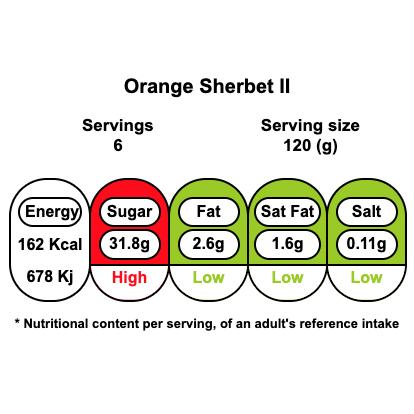 Orange Sherbet II
Servings Serving size
6 120 (g)
Energy Sugar Fat Sat Fat Salt
162 Kcal 31.8g 2.6g 1.6g 0.11g
678 Kj High Low Low Low
* Nutritional content per serving, of an adult's reference intake